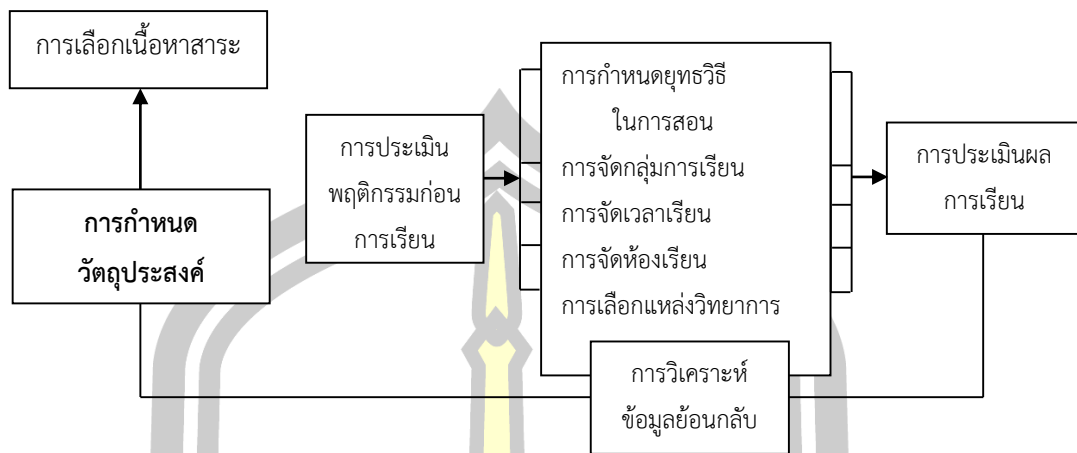 การเลือกเนื้อหาสาระ
การกำหนด
วัตถุประสงค์
การประเมิน
พฤติกรรมก่อน
การเรียน
การกำหนดยุทธวิธี
ในการสอน
การจัดกลุ่มการเรียน
การจัดเวลาเรียน
การจัดห้องเรียน
การเลือกแหล่งวิทยาการ
การประเมินผล
การเรียน
การวิเคราะห์
ข้อมูลย้อนกลับ